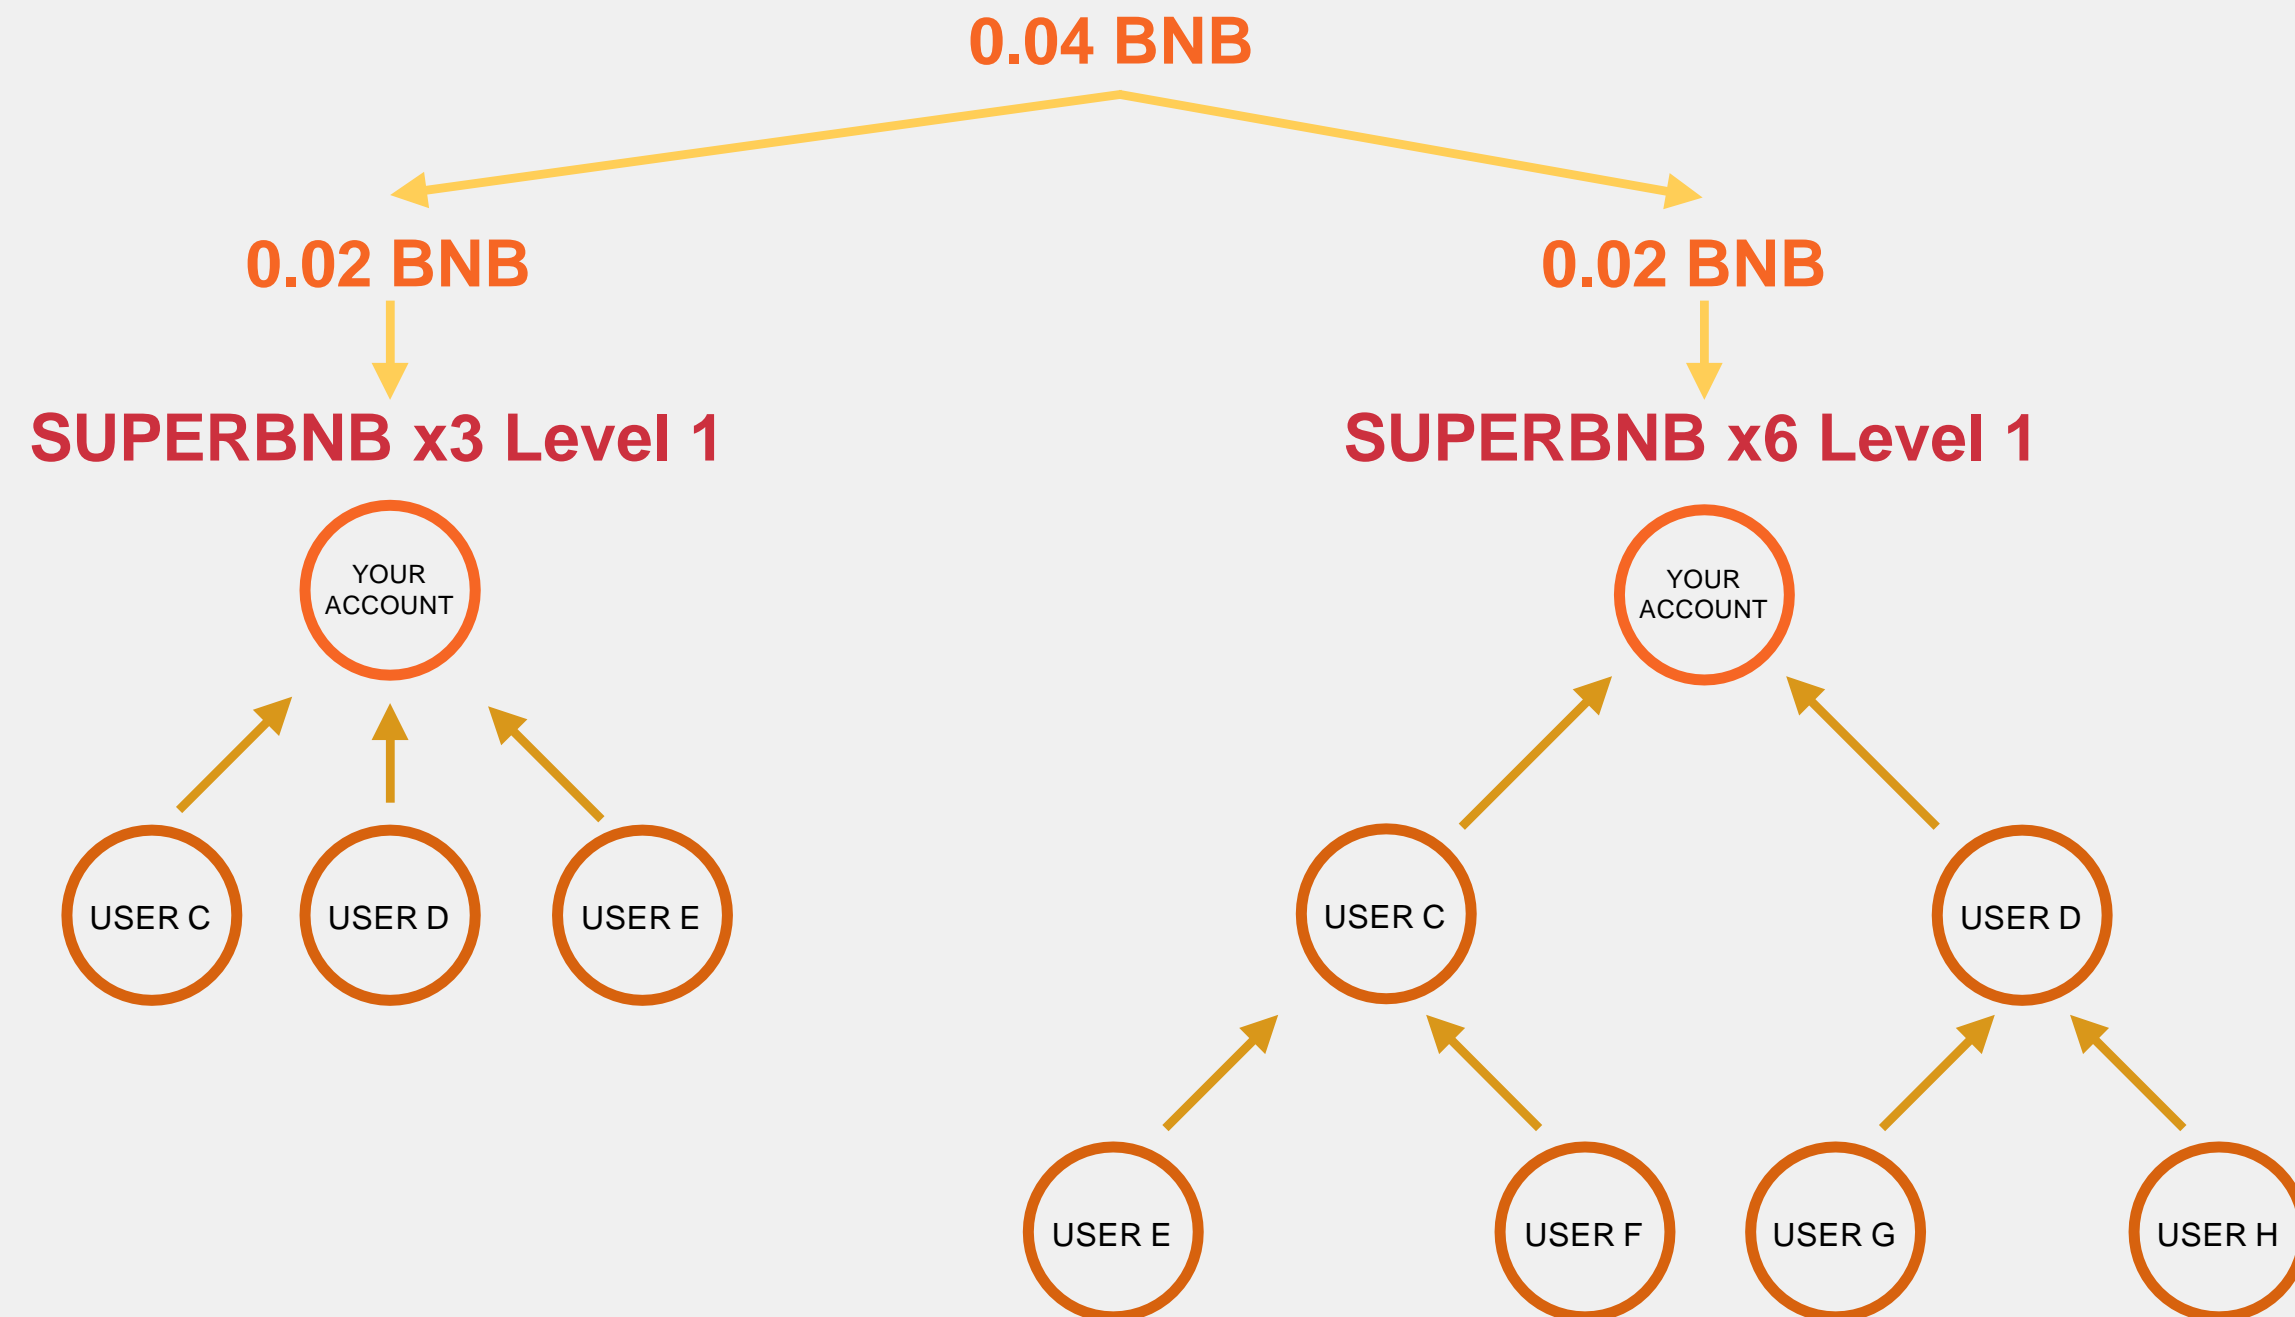 0.04 BNB
0.02 BNB
0.02 BNB
SUPERBNB x3 Level 1
SUPERBNB x6 Level 1
YOUR
ACCOUNT
YOUR
ACCOUNT
USER C
USER D
USER E
USER C
USER D
USER E
USER F
USER G
USER H